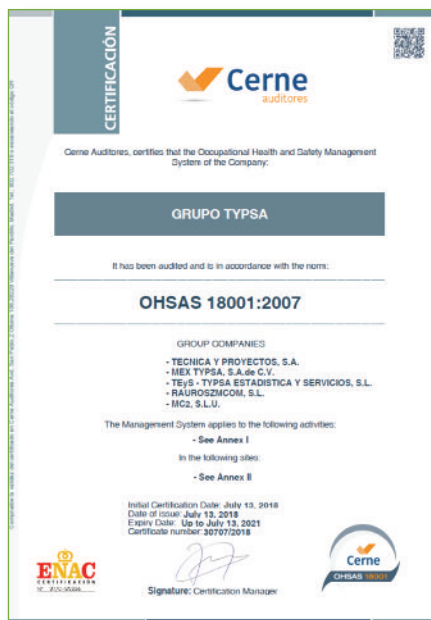 CERTIFICACIÓN
Cerne
auditores
Cerne Auditores, certifies that the Occupational Health and Safety Management
System of the Company:
GRUPO TYPSA
It has been audited and is in accordance with the norm:
OHSAS 18001:2007
GROUP COMPANIES
- TECNICA Y PROYECTOS, S.A.
- MEX TYPSA, S.A.de C.V.
- TEyS - TYPSA ESTADISTICA Y SERVICIOS, S.L.
- RAUROSZMCOM, S.L.
- MC2, S.L.U.
The Management System applies to the following activities:
- See Annex I
In the following sites:
- See Annex II
Initial Certification Date: July 13, 2018
Date of issue: July 13, 2018
Expiry Date: Up to July 13, 2021
Certificate number: 30707/2018
Signature: Certification Manager
ENAC
CERTIFICACIÓN
Cerne
OHSAS 18001